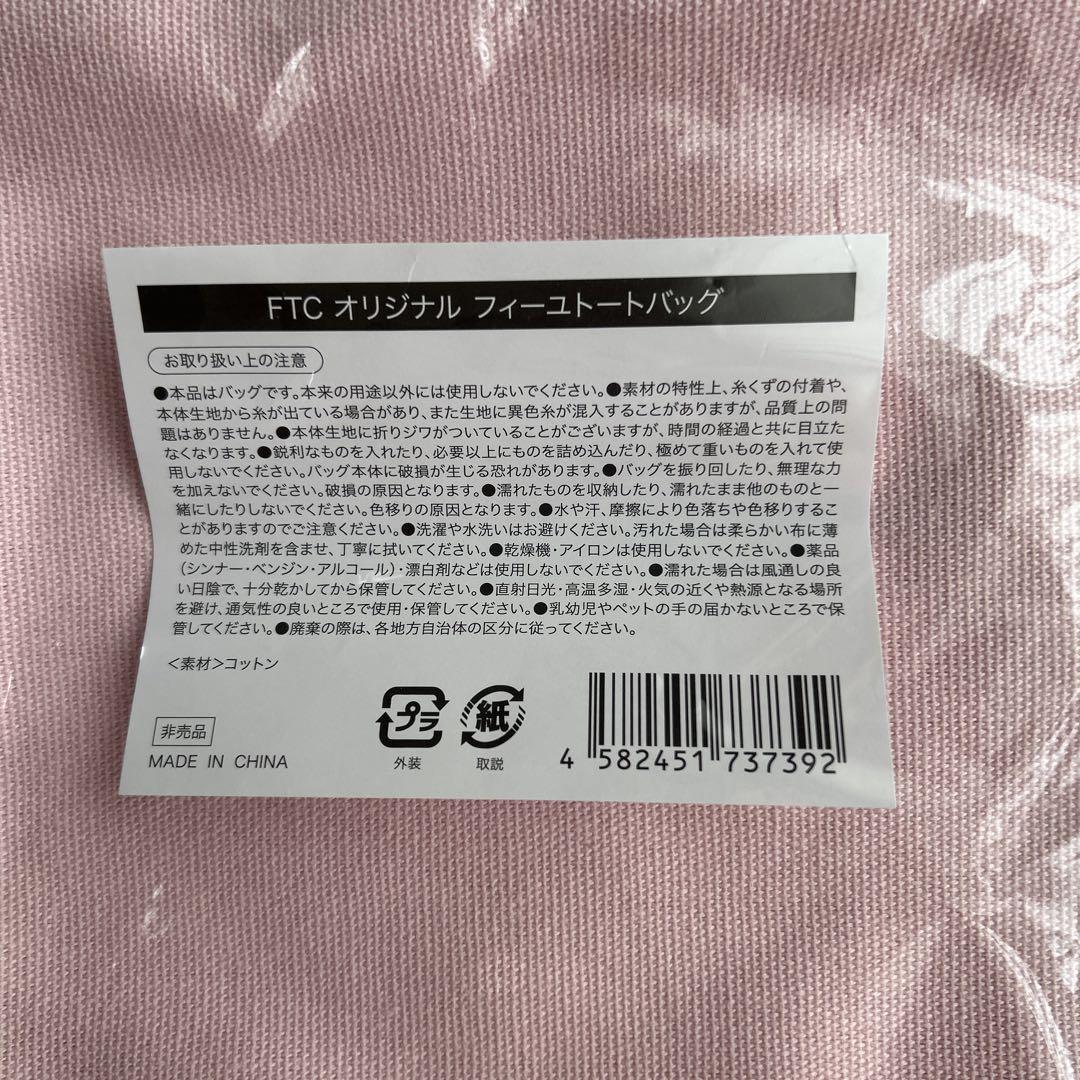 FTC オリジナル フィーユトートバッグ
お取り扱い上の注意
●本品はバッグです。本来の用途以外には使用しないでください。●素材の特性上、糸くずの付着や、
本体生地から糸が出ている場合があり、また生地に異色糸が混入することがありますが、品質上の問
題はありません。●本体生地に折りジワがついていることがございますが、時間の経過と共に目立た
なくなります。●鋭利なものを入れたり、必要以上にものを詰め込んだり、極めて重いものを入れて使
用しないでください。バッグ本体に破損が生じる恐れがあります。●バッグを振り回したり、無理な力
を加えないでください。破損の原因となります。●濡れたものを収納したり、濡れたまま他のものと一
緒にしたりしないでください。色移りの原因となります。●水や汗、摩擦により色落ちや色移りするこ
とがありますのでご注意ください。●洗濯や水洗いはお避けください。汚れた場合は柔らかい布に薄
めた中性洗剤を含ませ、丁寧に拭いてください。●乾燥機・アイロンは使用しないでください。●薬品
（シンナー・ベンジン・アルコール）・漂白剤などは使用しないでください。●濡れた場合は風通しの良
い日陰で、十分乾かしてから保管してください。●直射日光・高温多湿・火気の近くや熱源となる場所
を避け、通気性の良いところで使用・保管してください。●乳幼児やペットの手の届かないところで保
管してください。●廃棄の際は、各地方自治体の区分に従ってください。
＜素材＞コットン
非売品
MADE IN CHINA
プラ
外装
紙
取説
4 582451 737392